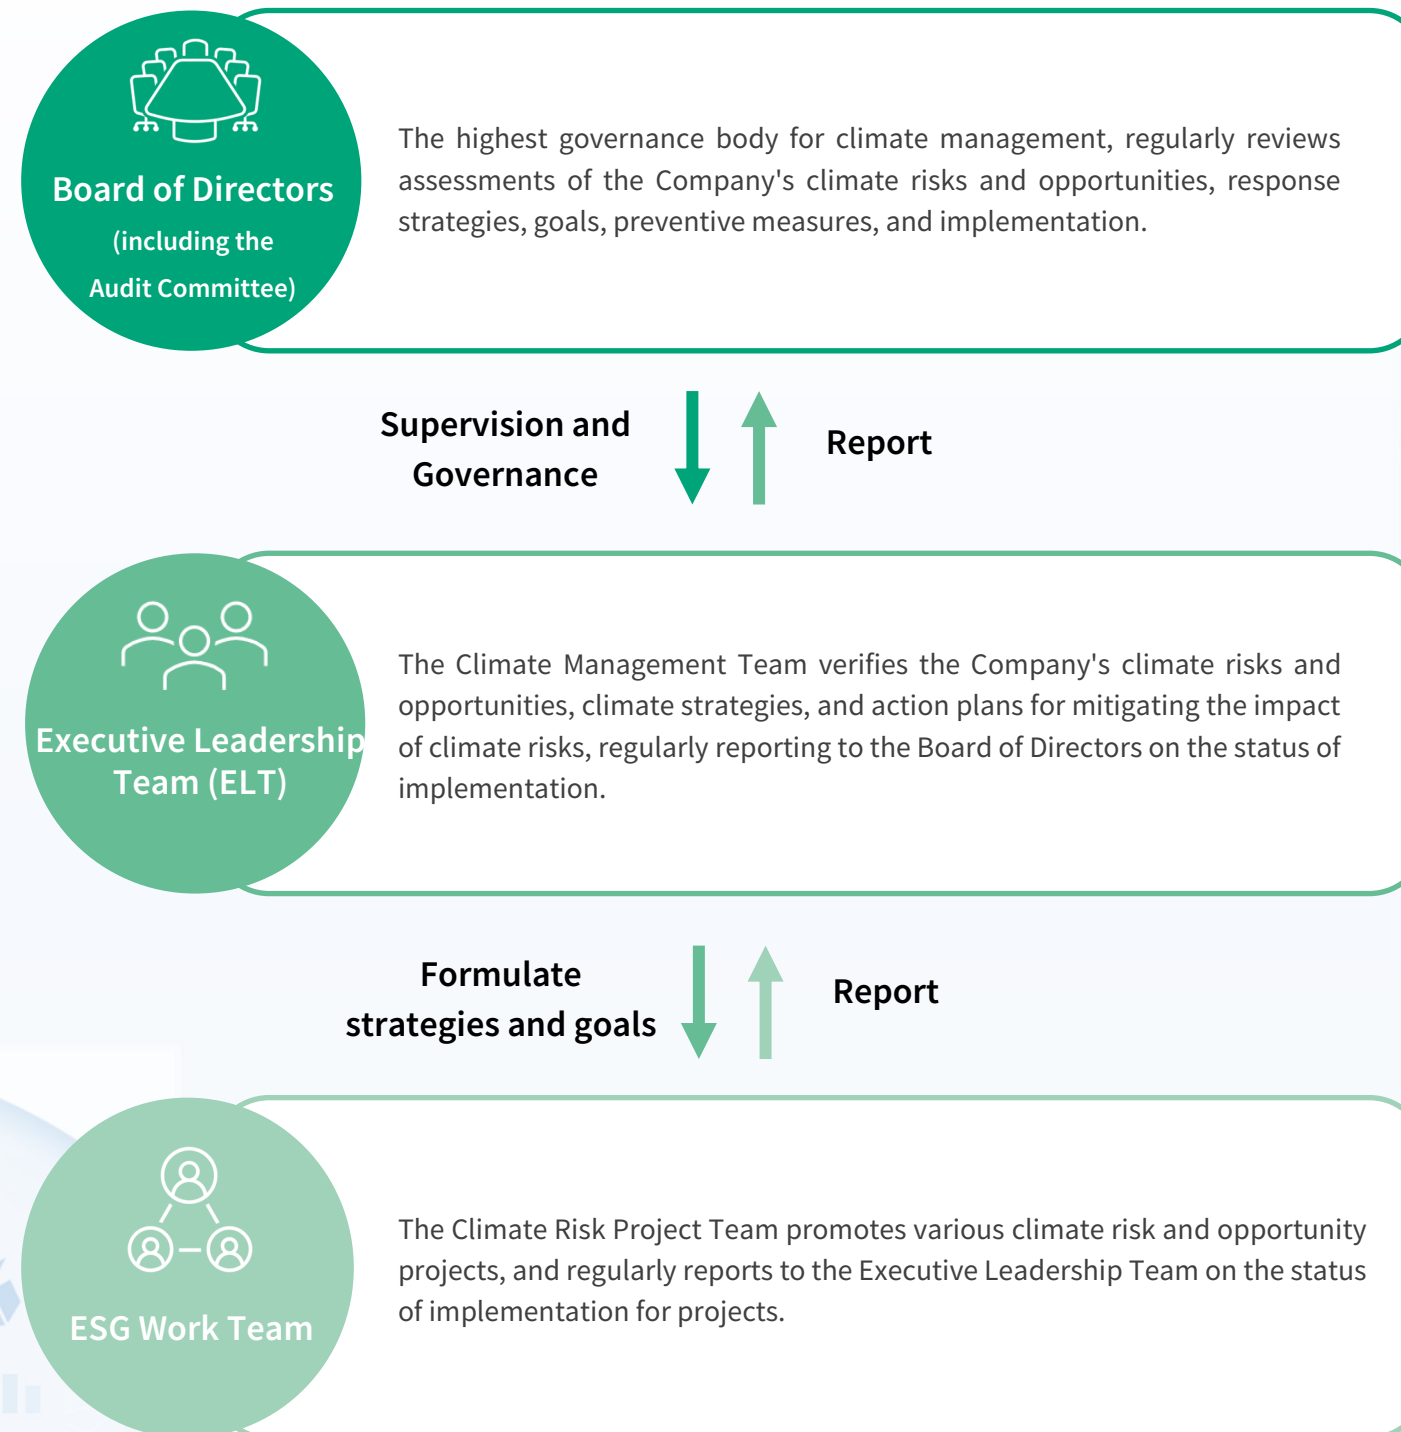 Board of Directors
(including the
Audit Committee)
The highest governance body for climate management, regularly reviews
assessments of the Company's climate risks and opportunities, response
strategies, goals, preventive measures, and implementation.
Supervision and
Governance
Report
Executive Leadership
Team (ELT)
The Climate Management Team verifies the Company's climate risks and
opportunities, climate strategies, and action plans for mitigating the impact
of climate risks, regularly reporting to the Board of Directors on the status of
implementation.
Formulate
strategies and goals
Report
ESG Work Team
The Climate Risk Project Team promotes various climate risk and opportunity
projects, and regularly reports to the Executive Leadership Team on the status
of implementation for projects.